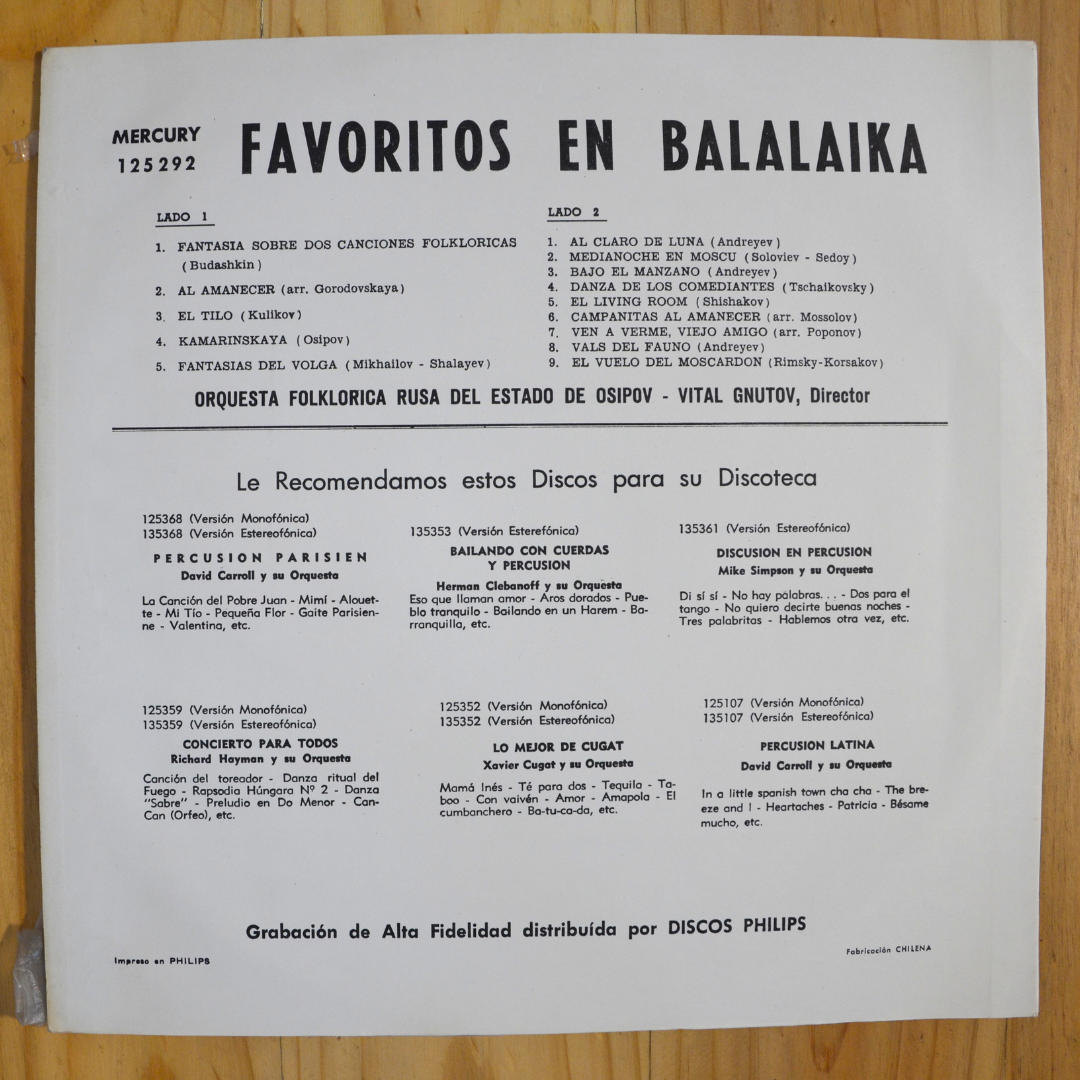 MERCURY
125292
FAVORITOS EN BALALAIKA
LADO 1
1. FANTASIA SOBRE DOS CANCIONES FOLKLORICAS
(Budashkin)
2. AL AMANECER (arr. Gorodovskaya)
3. EL TILO (Kulikov)
4. KAMARINSKAYA (Osipov)
5. FANTASIAS DEL VOLGA (Mikhailov - Shalayev)
LADO 2
1. AL CLARO DE LUNA (Andreyev)
2. MEDIANOCHE EN MOSCU (Soloviev - Sedoy)
3. BAJO EL MANZANO (Andreyev)
4. DANZA DE LOS COMEDIANTES (Tschaikovsky)
5. EL LIVING ROOM (Shishakov)
6. CAMPANITAS AL AMANECER (arr. Mossolov)
7. VEN A VERME, VIEJO AMIGO (arr. Poponov)
8. VALS DEL FAUNO (Andreyev)
9. EL VUELO DEL MOSCARDON (Rimsky-Korsakov)
ORQUESTA FOLKLORICA RUSA DEL ESTADO DE OSIPOV - VITAL GNUTOV, Director
Le Recomendamos estos Discos para su Discoteca
125368 (Versión Monofónica)
135368 (Versión Estereofónica)
PERCUSION PARISIEN
David Carroll y su Orquesta
La Canción del Pobre Juan - Mimí - Alouet-
te - Mi Tío - Pequeña Flor - Gaite Parisien-
ne - Valentina, etc.
135353 (Versión Esterefónica)
BAILANDO CON CUERDAS
Y PERCUSION
Herman Clebanoff y su Orquesta
Eso que llaman amor - Aros dorados - Pue-
blo tranquilo - Bailando en un Harem - Ba-
rranquilla, etc.
135361 (Versión Estereofónica)
DISCUSION EN PERCUSION
Mike Simpson y su Orquesta
Di sí sí - No hay palabras... - Dos para el
tango - No quiero decirte buenas noches -
Tres palabritas - Hablemos otra vez, etc.
125359 (Versión Monofónica)
135359 (Versión Estereofónica)
CONCIERTO PARA TODOS
Richard Hayman y su Orquesta
Canción del toreador - Danza ritual del
Fuego - Rapsodia Húngara Nº 2 - Danza
"Sabre" - Preludio en Do Menor - Can-
Can (Orfeo), etc.
125352 (Versión Monofónica)
135352 (Versión Estereofónica)
LO MEJOR DE CUGAT
Xavier Cugat y su Orquesta
Mamá Inés - Té para dos - Tequila - Ta-
boo - Con vaivén - Amor - Amapola - El
cumbanchero - Ba-tu-ca-da, etc.
125107 (Versión Monofónica)
135107 (Versión Estereofónica)
PERCUSION LATINA
David Carroll y su Orquesta
In a little spanish town cha cha - The bre-
eze and I - Heartaches - Patricia - Bésame
mucho, etc.
Grabación de Alta Fidelidad distribuída por DISCOS PHILIPS
Impreso en PHILIPS
Fabricación CHILENA